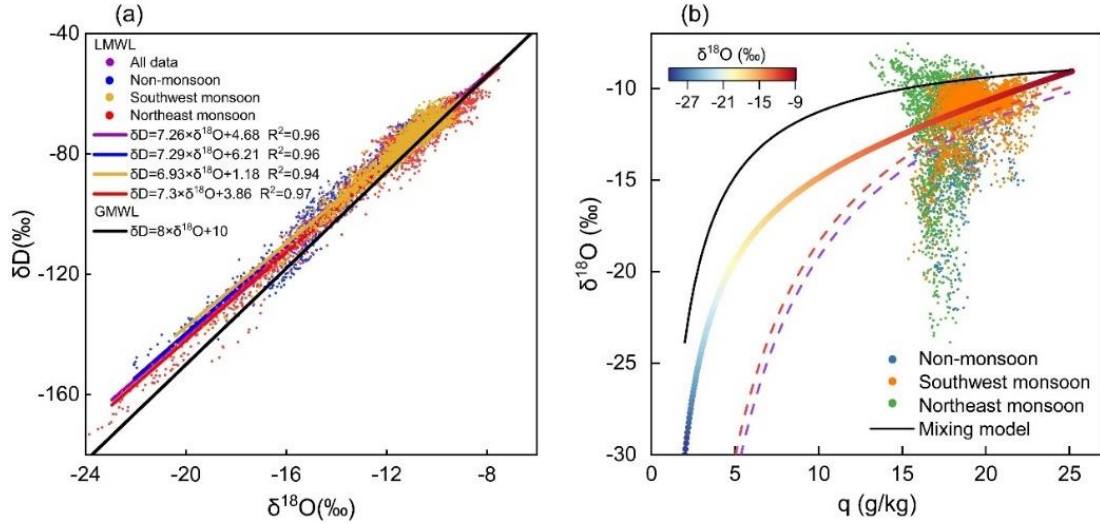 (a)
-40
-80
-120
-160
δD(‰)
LMWL
All data
Non-monsoon
Southwest monsoon
Northeast monsoon
δD=7.26×δ¹⁸O+4.68 R²=0.96
δD=7.29×δ¹⁸O+6.21 R²=0.96
δD=6.93×δ¹⁸O+1.18 R²=0.94
δD=7.3×δ¹⁸O+3.86 R²=0.97
GMWL
δD=8×δ¹⁸O+10
-24 -20 -16 -12 -8
δ¹⁸O(‰)
(b)
δ¹⁸O (‰)
-27 -21 -15 -9
-10
-15
-20
-25
-30
δ¹⁸O (‰)
Non-monsoon
Southwest monsoon
Northeast monsoon
Mixing model
0 5 10 15 20 25
q (g/kg)